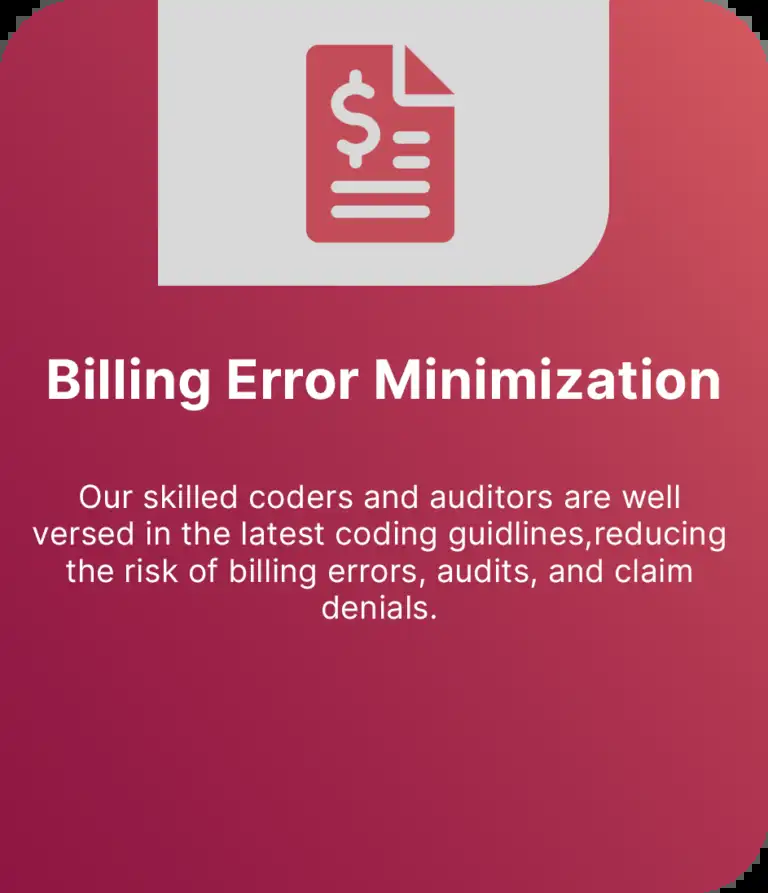 Billing Error Minimization
Our skilled coders and auditors are well
versed in the latest coding guidlines,reducing
the risk of billing errors, audits, and claim
denials.